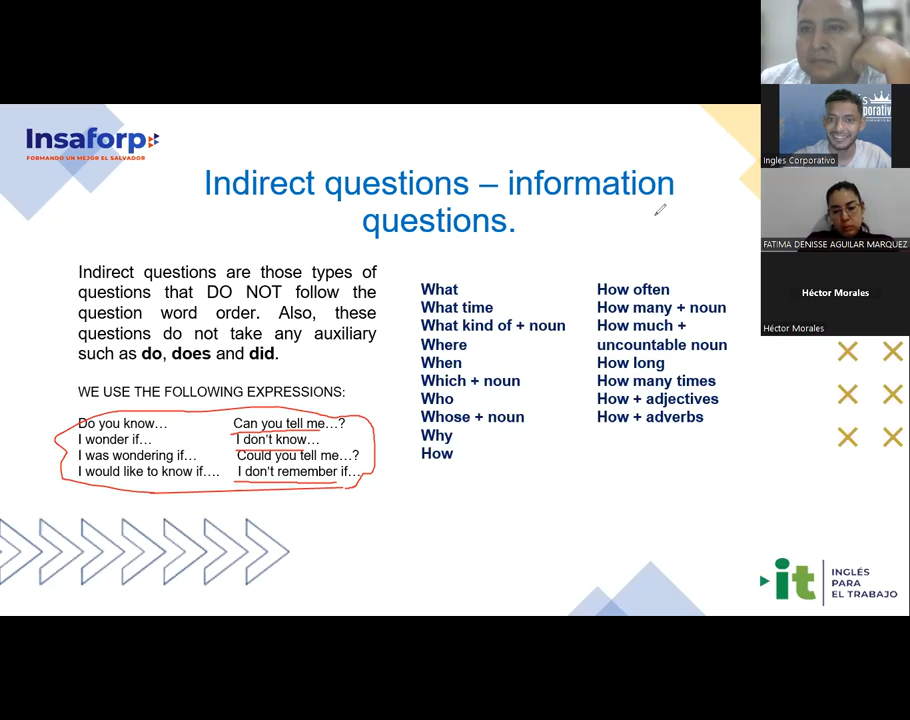 Insaforp
FORMANDO UN MEJOR EL SALVADOR
Indirect questions – information
questions.
Indirect questions are those types of
questions that DO NOT follow the
question word order. Also, these
questions do not take any auxiliary
such as do, does and did.
WE USE THE FOLLOWING EXPRESSIONS:
Do you know…
I wonder if…
I was wondering if…
I would like to know if….
Can you tell me…?
I don't know…
Could you tell me…?
I don't remember if…
What
What time
What kind of + noun
Where
When
Which + noun
Who
Whose + noun
Why
How
How often
How many + noun
How much +
uncountable noun
How long
How many times
How + adjectives
How + adverbs
it
INGLÉS
PARA
EL TRABAJO
Ingles Corporativo
FATIMA DENISSE AGUILAR MARQUEZ
Héctor Morales
Héctor Morales